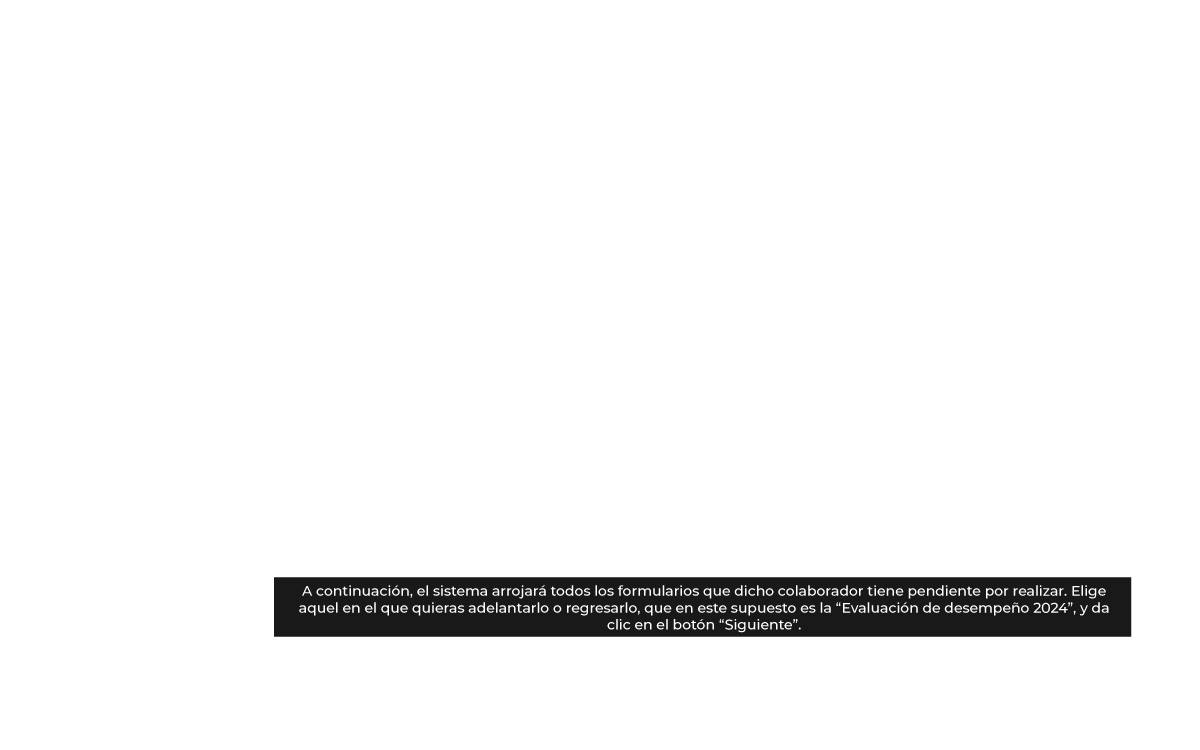 A continuación, el sistema arrojará todos los formularios que dicho colaborador tiene pendiente por realizar. Elige
aquel en el que quieras adelantarlo o regresarlo, que en este supuesto es la “Evaluación de desempeño 2024”, y da
clic en el botón “Siguiente”.